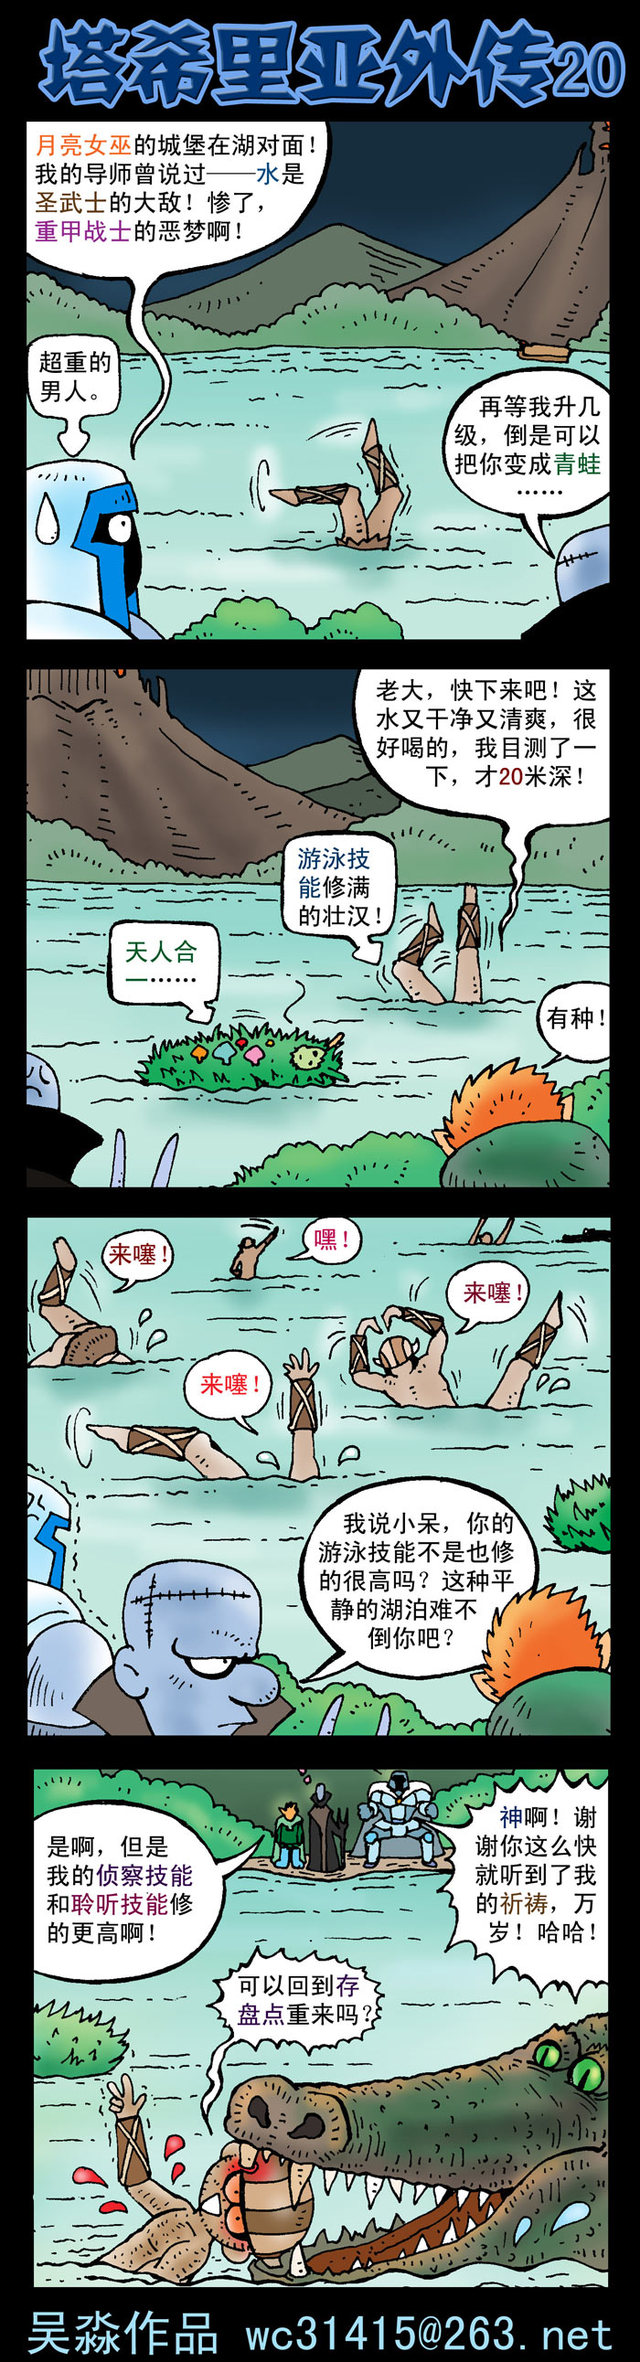 塔希里亚外传20
月亮女巫的城堡在湖对面！
我的导师曾说过——水是
圣武士的大敌！惨了，
重甲战士的恶梦啊！
超重的
男人。
再等我升几
级，倒是可以
把你变成青蛙
……
老大，快下来吧！这
水又干净又清爽，很
好喝的，我目测了一
下，才20米深！
游泳技
能修满
的壮汉！
天人合
一……
有种！
来噻！
嘿！
来噻！
来噻！
我说小呆，你的
游泳技能不是也修
的很高吗？这种平
静的湖泊难不
倒你吧？
是啊，但是
我的侦察技能
和聆听技能修
的更高啊！
神啊！谢
谢你这么快
就听到了我
的祈祷，万
岁！哈哈！
可以回到存
盘点重来吗？
吴淼作品 wc31415@263.net